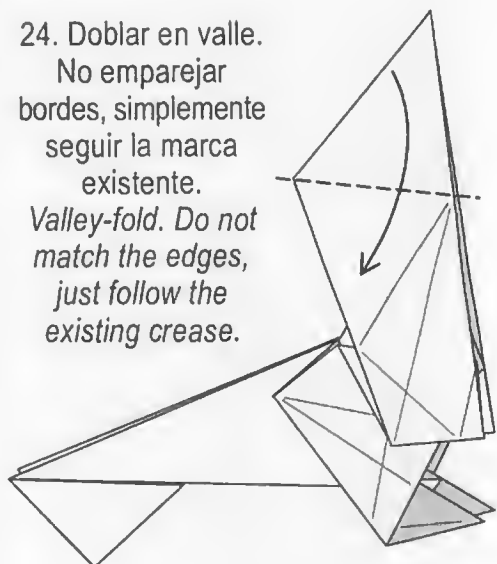 24. Doblar en valle.
No emparejar
bordes, simplemente
seguir la marca
existente.
Valley-fold. Do not
match the edges,
just follow the
existing crease.